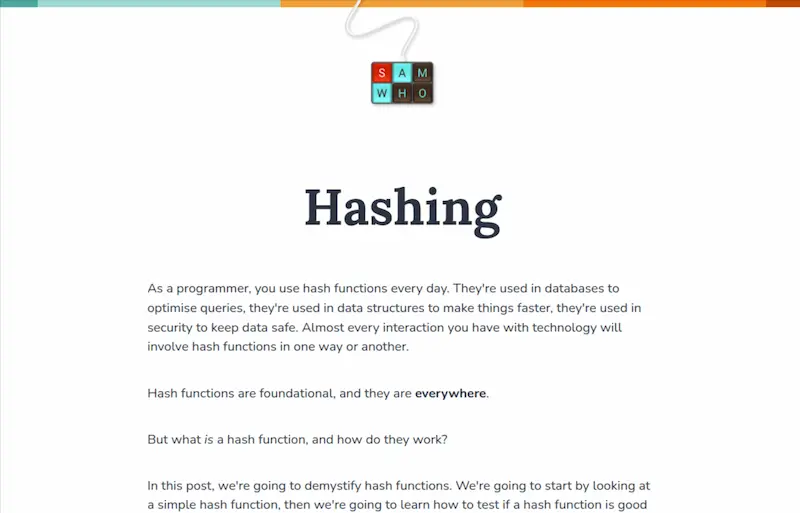 SAM
WHO
Hashing
As a programmer, you use hash functions every day. They're used in databases to
optimise queries, they're used in data structures to make things faster, they're used in
security to keep data safe. Almost every interaction you have with technology will
involve hash functions in one way or another.
Hash functions are foundational, and they are everywhere.
But what is a hash function, and how do they work?
In this post, we're going to demystify hash functions. We're going to start by looking at
a simple hash function, then we're going to learn how to test if a hash function is good